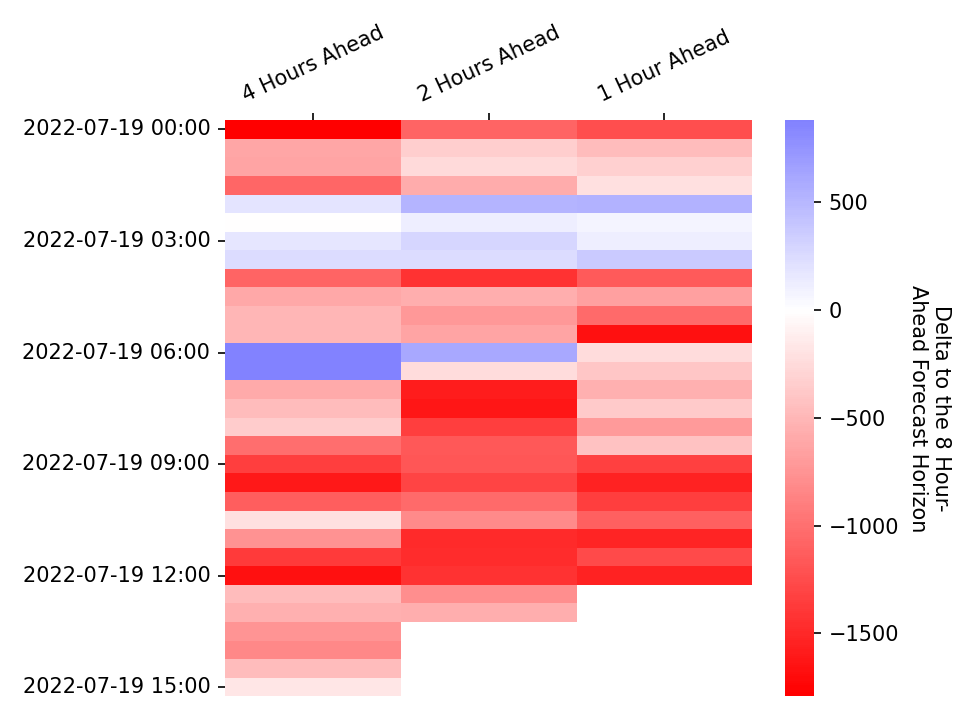 4 Hours Ahead
2 Hours Ahead
1 Hour Ahead
2022-07-19 00:00
2022-07-19 03:00
2022-07-19 06:00
2022-07-19 09:00
2022-07-19 12:00
2022-07-19 15:00
500
0
−500
−1000
−1500
Delta to the 8 Hour-
Ahead Forecast Horizon